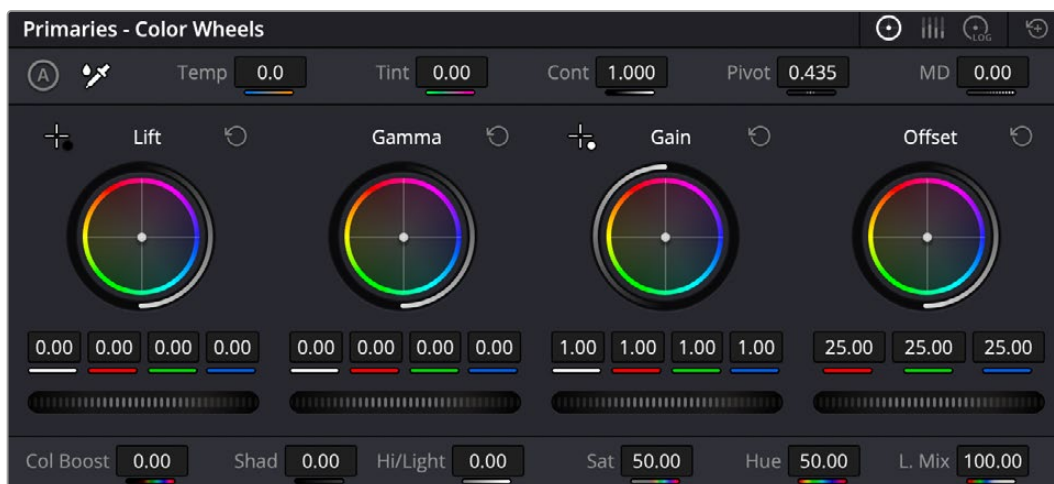 Primaries - Color Wheels
LOG
A Temp 0.0 Tint 0.00 Cont 1.000 Pivot 0.435 MD 0.00
Lift Gamma Gain Offset
0.00 0.00 0.00 0.00 0.00 0.00 0.00 0.00 1.00 1.00 1.00 1.00 25.00 25.00 25.00
Col Boost 0.00 Shad 0.00 Hi/Light 0.00 Sat 50.00 Hue 50.00 L. Mix 100.00